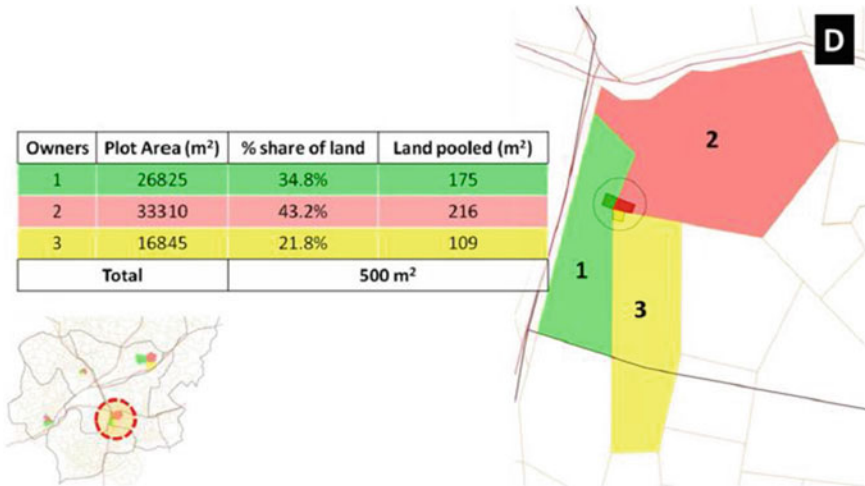 D
Owners Plot Area (m²) % share of land Land pooled (m²)
1 26825 34.8% 175
2 33310 43.2% 216
3 16845 21.8% 109
Total 500 m²
2
1
3